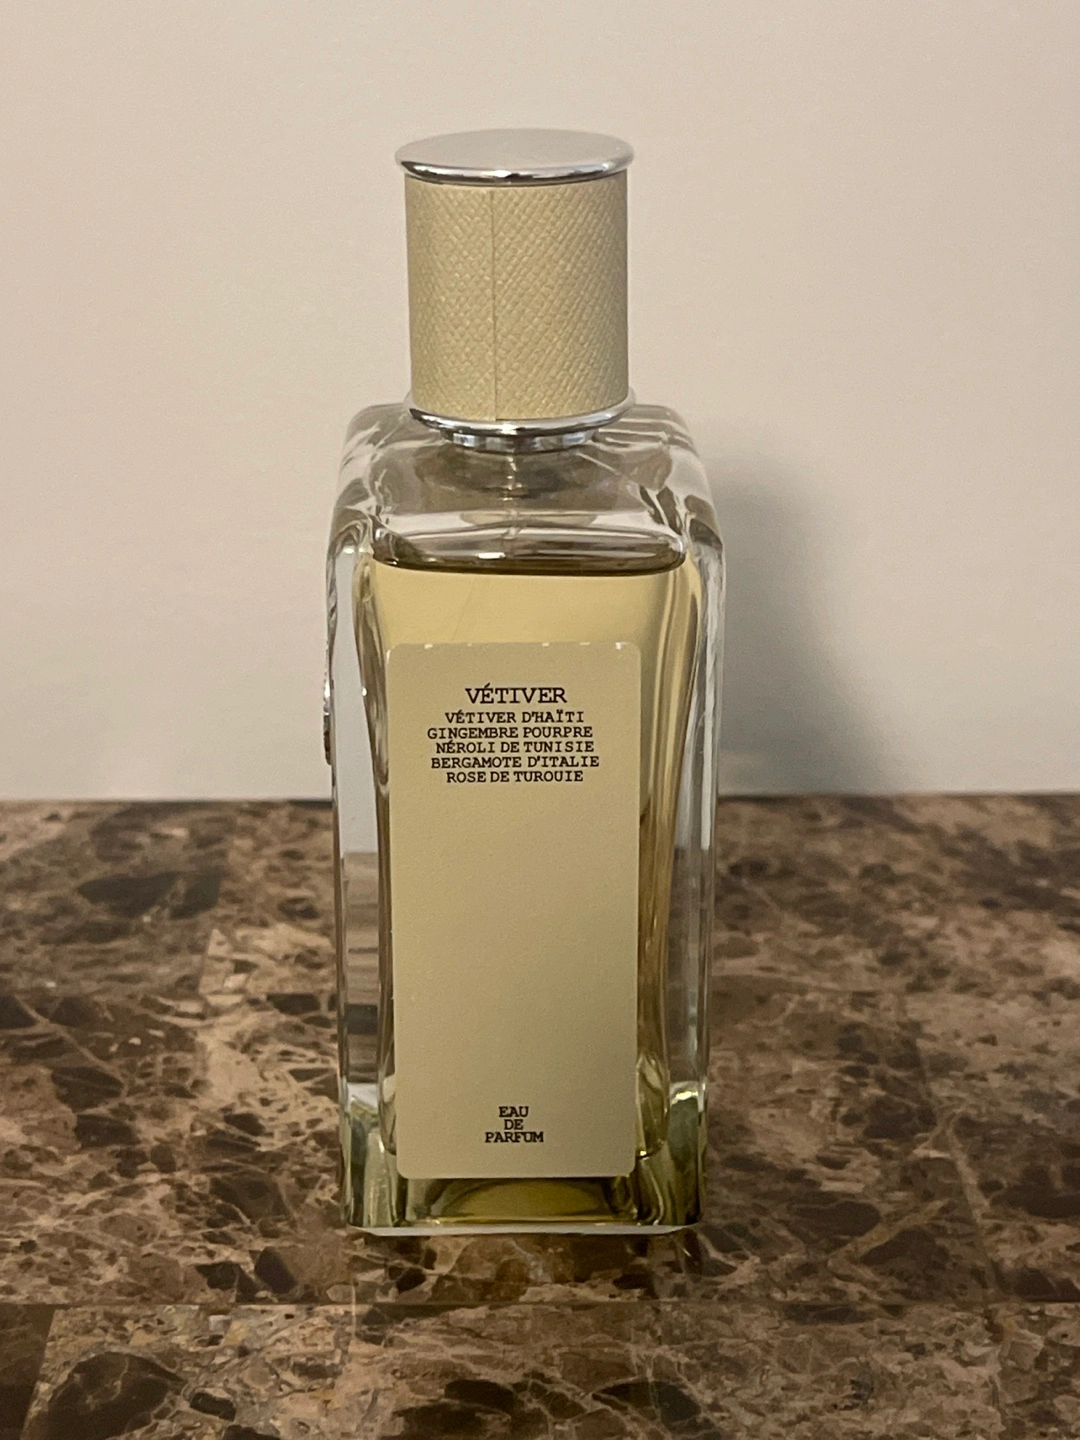 VÉTIVER
VÉTIVER D'HAÏTI
GINGEMBRE POURPRE
NÉROLI DE TUNISIE
BERGAMOTE D'ITALIE
ROSE DE TURQUIE
EAU
DE
PARFUM